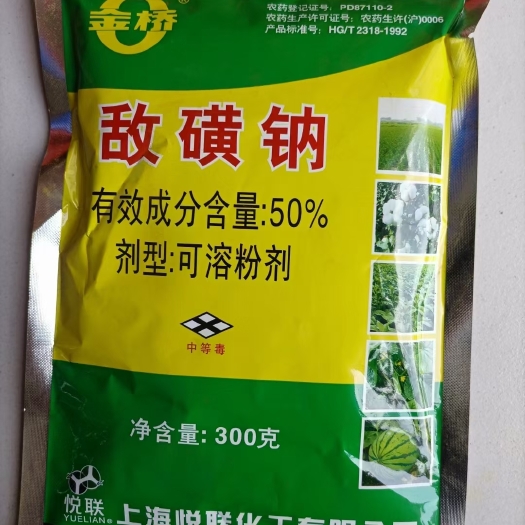 金桥®
农药登记证号: PD87110-2
农药生产许可证号: 农药生许(沪)0006
产品标准号: HG/T 2318-1992
敌磺钠
有效成分含量:50%
剂型:可溶粉剂
中等毒
净含量: 300克
悦联
YUELIAN®
上海悦联化工有限公司